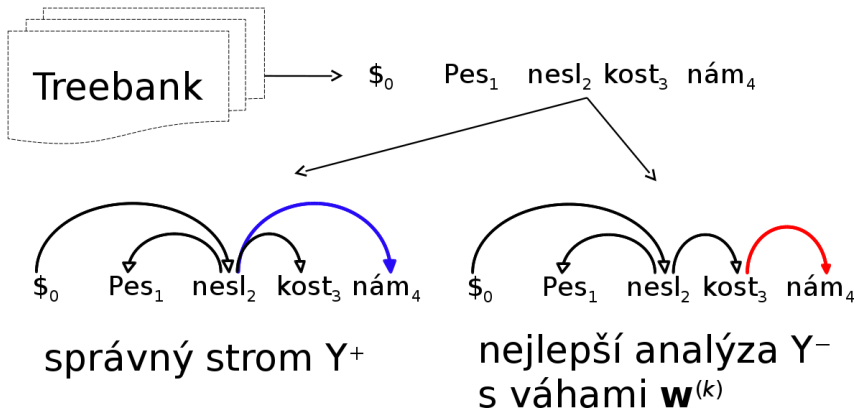 Treebank
$₀ Pes₁ nesl₂ kost₃ nám₄
$₀ Pes₁ nesl₂ kost₃ nám₄
$₀ Pes₁ nesl₂ kost₃ nám₄
správný strom Y⁺
nejlepší analýza Y⁻
s váhami w⁽ᵏ⁾